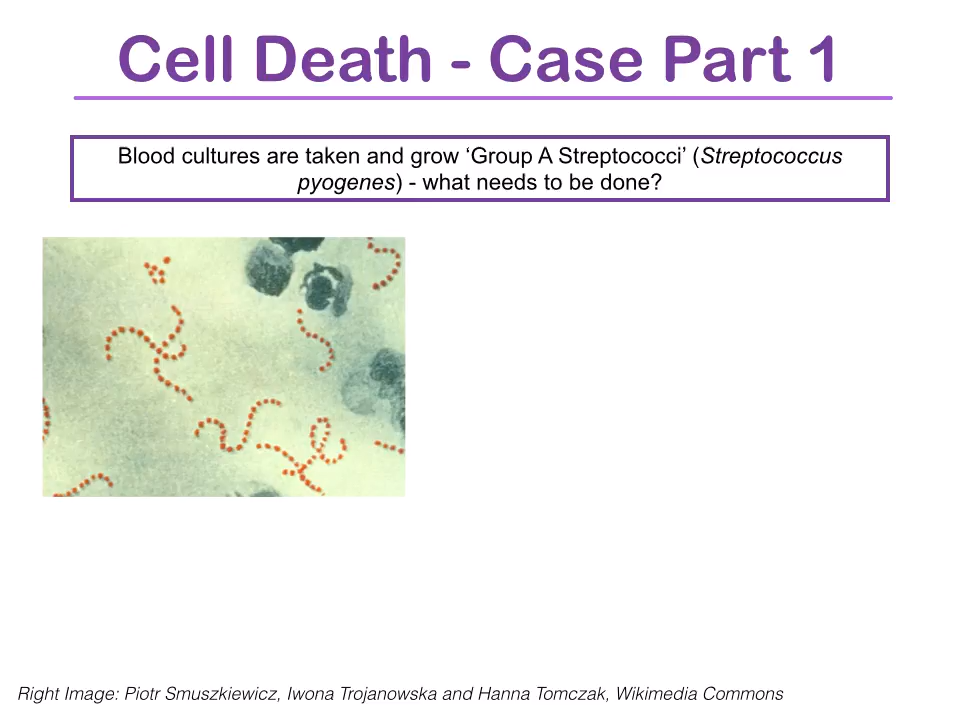 Cell Death - Case Part 1
Blood cultures are taken and grow ‘Group A Streptococci’ (Streptococcus
pyogenes) - what needs to be done?
Right Image: Piotr Smuszkiewicz, Iwona Trojanowska and Hanna Tomczak, Wikimedia Commons